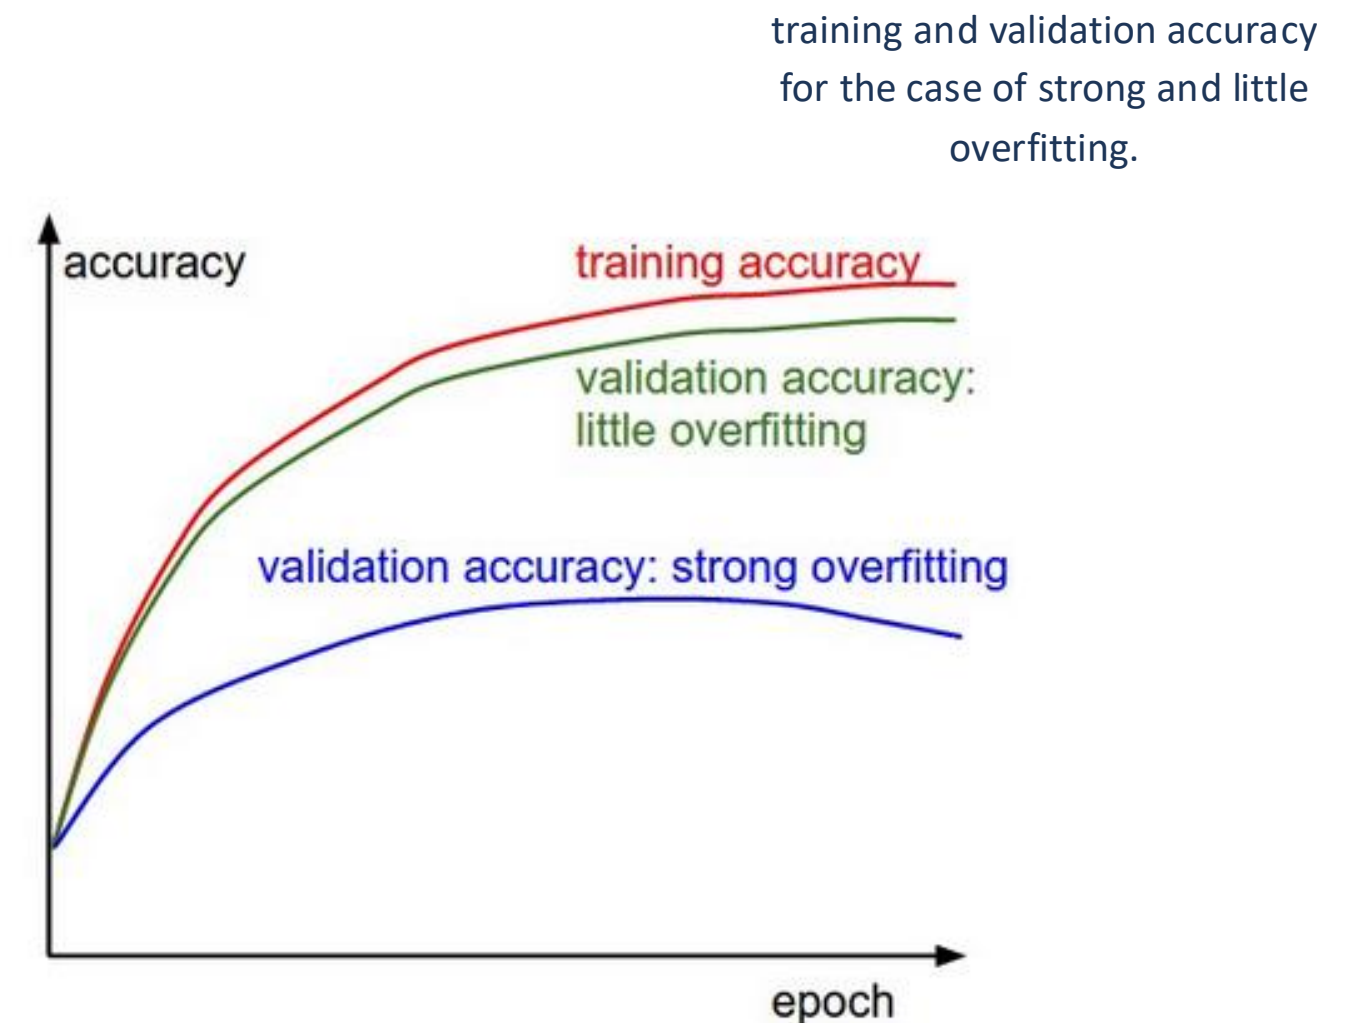 training and validation accuracy
for the case of strong and little
overfitting.
accuracy
training accuracy
validation accuracy:
little overfitting
validation accuracy: strong overfitting
epoch